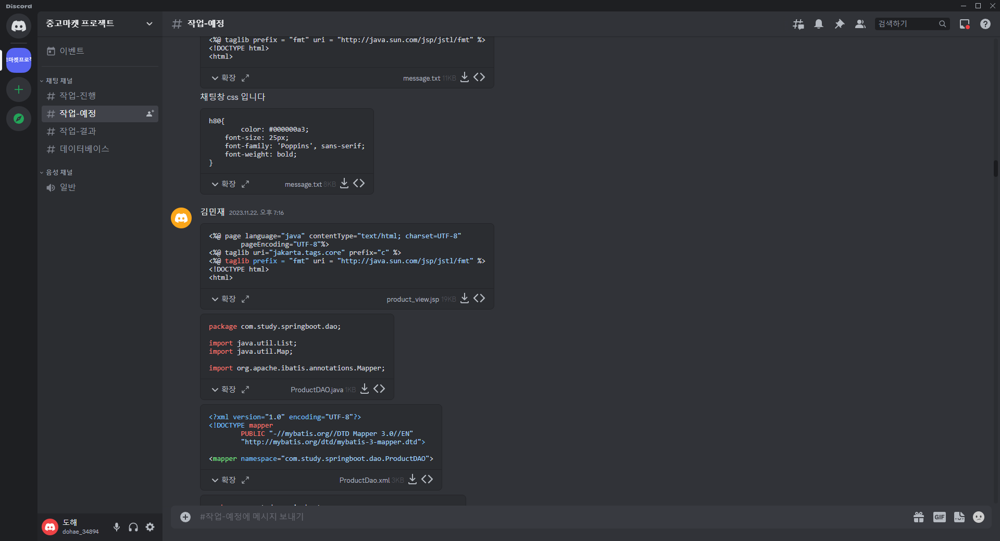 Discord
중고마켓 프로젝트
작업-예정
검색하기
이벤트
마켓프로
채팅 채널
작업-진행
작업-예정
작업-결과
데이터베이스
음성 채널
일반
<%@ taglib prefix = "fmt" uri = "http://java.sun.com/jsp/jstl/fmt" %>
<!DOCTYPE html>
<html>
확장
message.txt 11KB
채팅창 css 입니다
h80{
color: #000000a3;
font-size: 25px;
font-family: 'Poppins', sans-serif;
font-weight: bold;
}
확장
message.txt 8KB
김민재 2023.11.22. 오후 7:16
<%@ page language="java" contentType="text/html; charset=UTF-8"
pageEncoding="UTF-8"%>
<%@ taglib uri="jakarta.tags.core" prefix="c" %>
<%@ taglib prefix = "fmt" uri = "http://java.sun.com/jsp/jstl/fmt" %>
<!DOCTYPE html>
<html>
확장
product_view.jsp 19KB
package com.study.springboot.dao;
import java.util.List;
import java.util.Map;
import org.apache.ibatis.annotations.Mapper;
확장
ProductDAO.java 1KB
<?xml version="1.0" encoding="UTF-8"?>
<!DOCTYPE mapper
PUBLIC "-//mybatis.org//DTD Mapper 3.0//EN"
"http://mybatis.org/dtd/mybatis-3-mapper.dtd">
<mapper namespace="com.study.springboot.dao.ProductDAO">
확장
ProductDao.xml 3KB
#작업-예정에 메시지 보내기
GIF
도해
dohae_34894